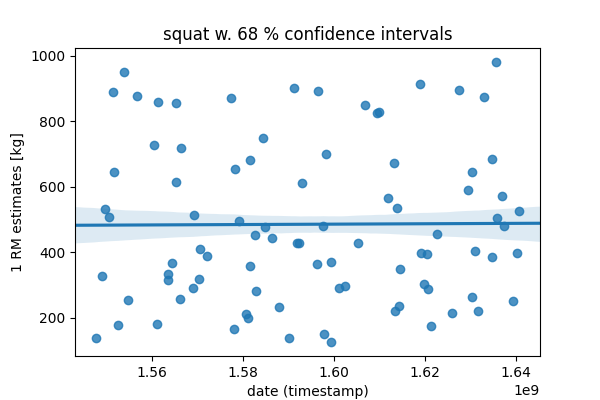 squat w. 68 % confidence intervals
1 RM estimates [kg]
1000
800
600
400
200
1.56
1.58
1.60
1.62
1.64
1e9
date (timestamp)